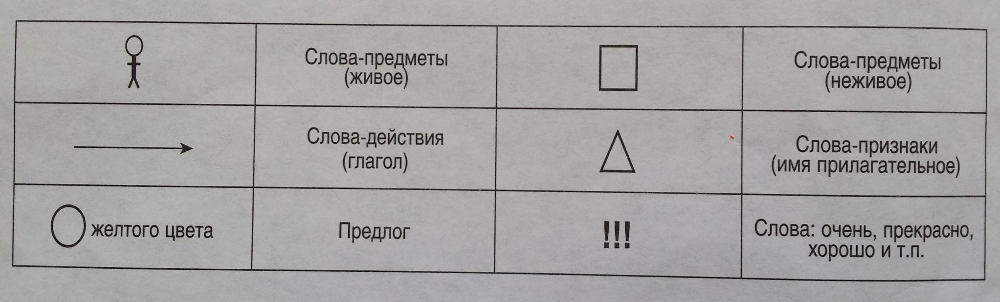 Слова-предметы
(живое)
Слова-предметы
(неживое)
Слова-действия
(глагол)
Слова-признаки
(имя прилагательное)
желтого цвета
Предлог
!!!
Слова: очень, прекрасно,
хорошо и т.п.